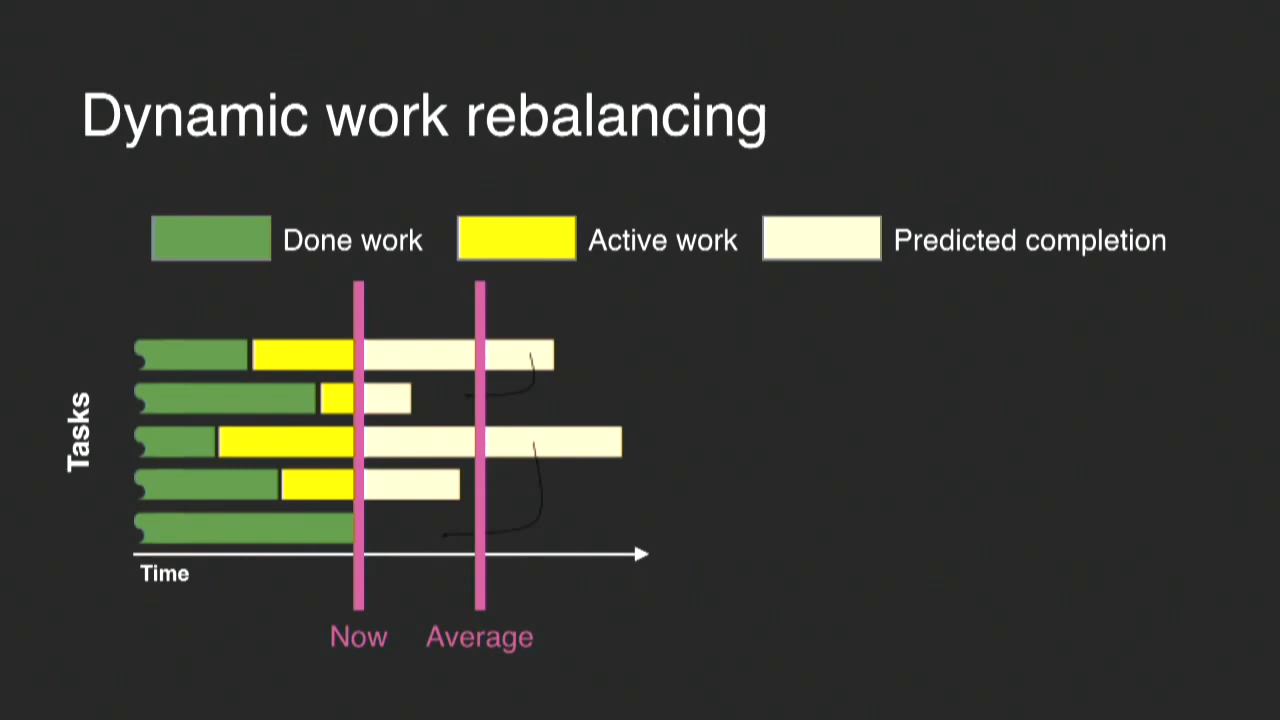 Dynamic work rebalancing
Done work
Active work
Predicted completion
Tasks
Time
Now
Average